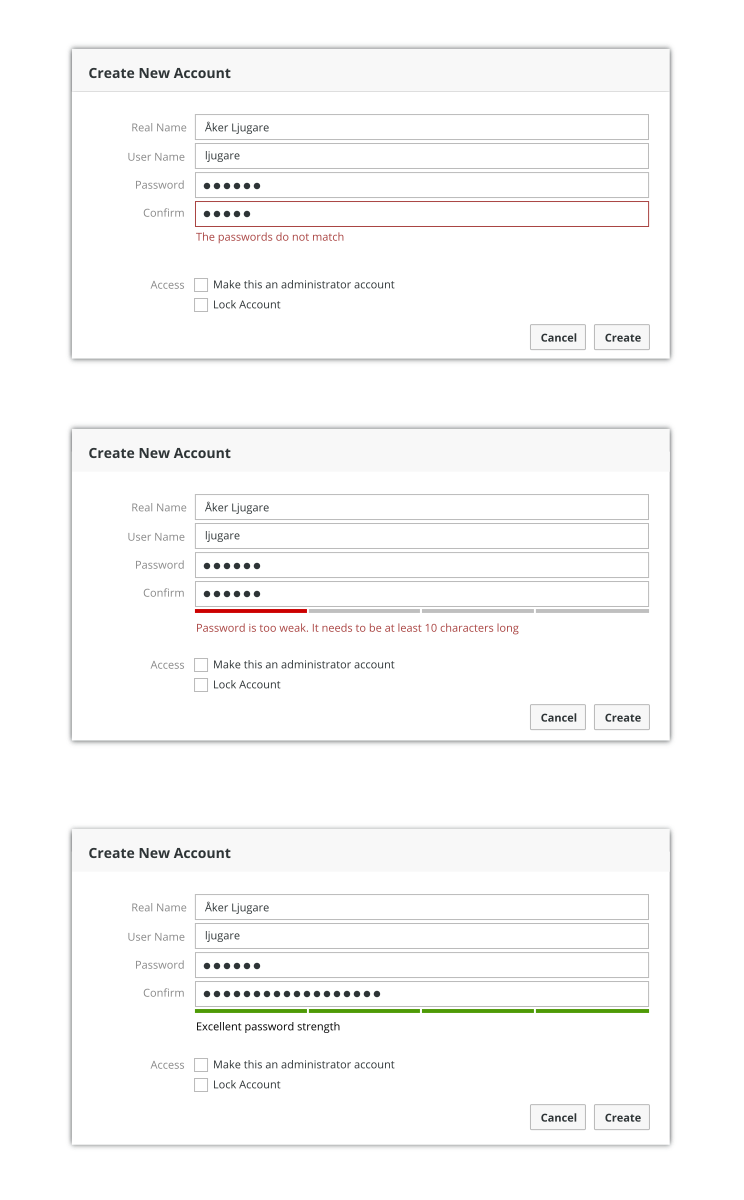 Create New Account
Real Name Åker Ljugare
User Name ljugare
Password ●●●●●●
Confirm ●●●●●
The passwords do not match
Access Make this an administrator account
Lock Account
Cancel Create
Create New Account
Real Name Åker Ljugare
User Name ljugare
Password ●●●●●●
Confirm ●●●●●●
Password is too weak. It needs to be at least 10 characters long
Access Make this an administrator account
Lock Account
Cancel Create
Create New Account
Real Name Åker Ljugare
User Name ljugare
Password ●●●●●●
Confirm ●●●●●●●●●●●●●●●●●●
Excellent password strength
Access Make this an administrator account
Lock Account
Cancel Create